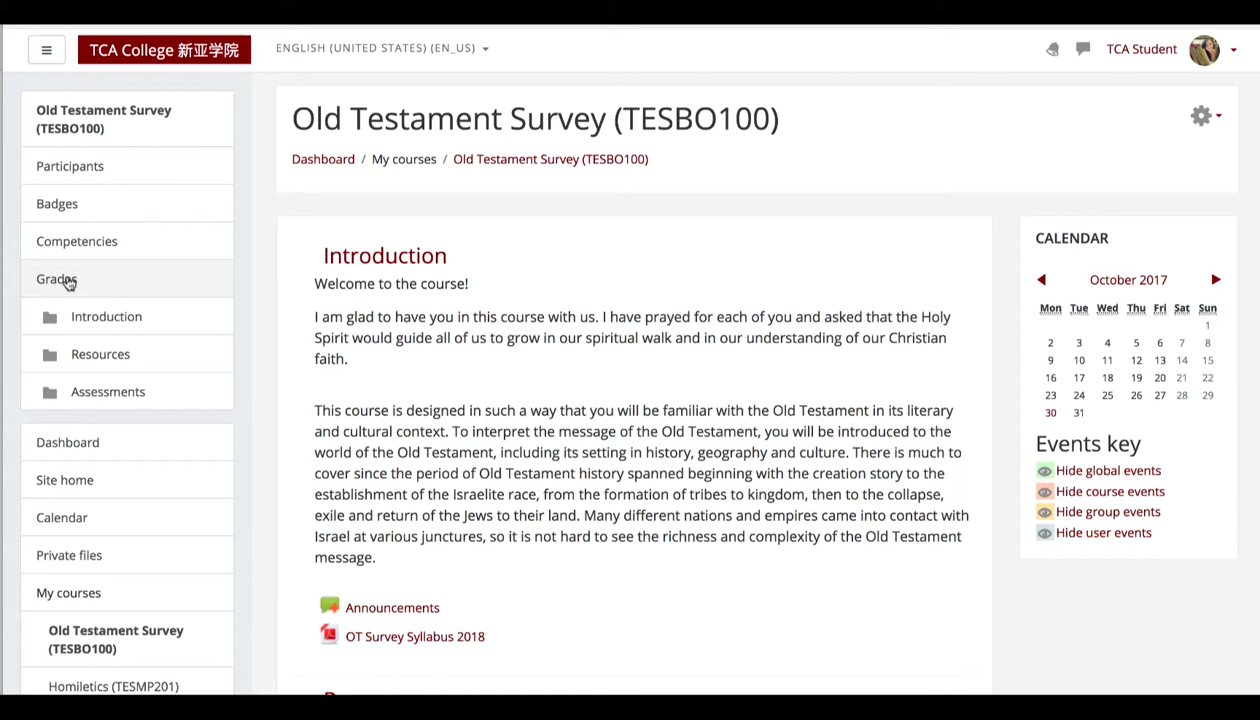 TCA College 新亚学院
ENGLISH (UNITED STATES) (EN_US)
TCA Student
Old Testament Survey
(TESBO100)
Participants
Badges
Competencies
Grades
Introduction
Resources
Assessments
Dashboard
Site home
Calendar
Private files
My courses
Old Testament Survey
(TESBO100)
Homiletics (TESMP201)
Old Testament Survey (TESBO100)
Dashboard / My courses / Old Testament Survey (TESBO100)
Introduction
Welcome to the course!
I am glad to have you in this course with us. I have prayed for each of you and asked that the Holy
Spirit would guide all of us to grow in our spiritual walk and in our understanding of our Christian
faith.
This course is designed in such a way that you will be familiar with the Old Testament in its literary
and cultural context. To interpret the message of the Old Testament, you will be introduced to the
world of the Old Testament, including its setting in history, geography and culture. There is much to
cover since the period of Old Testament history spanned beginning with the creation story to the
establishment of the Israelite race, from the formation of tribes to kingdom, then to the collapse,
exile and return of the Jews to their land. Many different nations and empires came into contact with
Israel at various junctures, so it is not hard to see the richness and complexity of the Old Testament
message.
Announcements
OT Survey Syllabus 2018
CALENDAR
October 2017
Mon Tue Wed Thu Fri Sat Sun
1
2 3 4 5 6 7 8
9 10 11 12 13 14 15
16 17 18 19 20 21 22
23 24 25 26 27 28 29
30 31
Events key
Hide global events
Hide course events
Hide group events
Hide user events